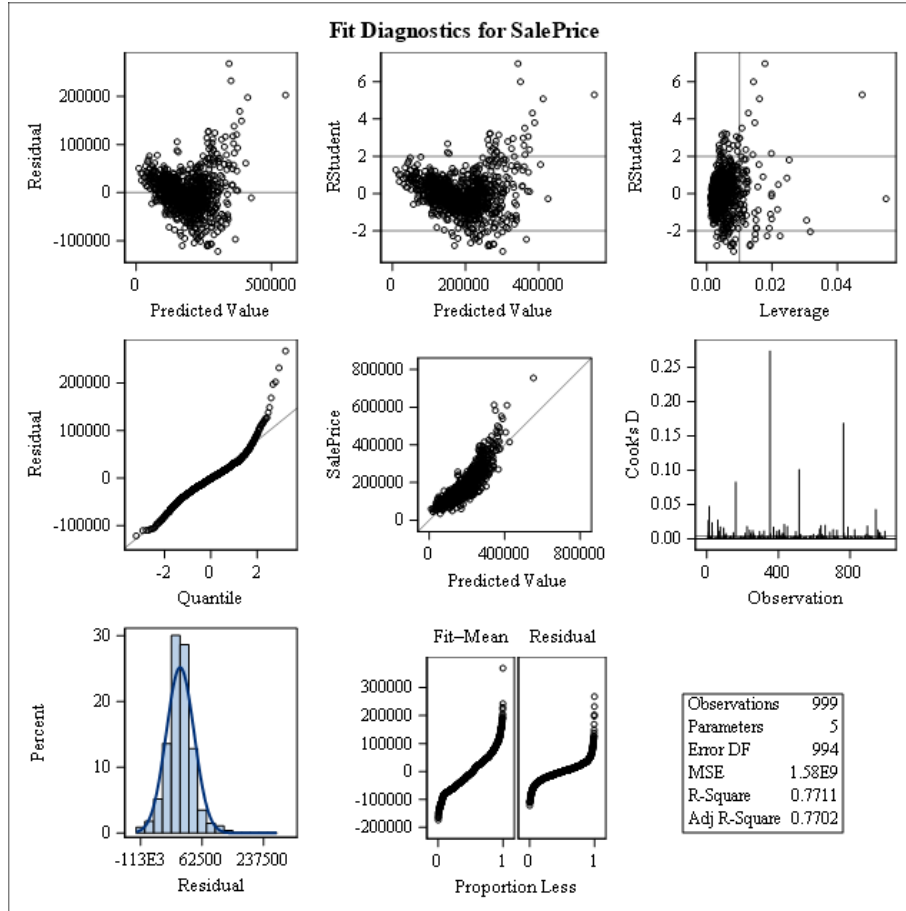 Fit Diagnostics for SalePrice
Residual
200000
100000
0
-100000
0
500000
Predicted Value
RStudent
6
4
2
0
-2
0
200000
400000
Predicted Value
RStudent
6
4
2
0
-2
0.00
0.02
0.04
Leverage
Residual
200000
100000
0
-100000
-2
0
2
Quantile
SalePrice
800000
600000
400000
200000
0
0
400000
800000
Predicted Value
Cook's D
0.25
0.20
0.15
0.10
0.05
0.00
0
400
800
Observation
Percent
30
20
10
0
-113E3
62500
237500
Residual
Fit–Mean
Residual
300000
200000
100000
0
-100000
-200000
0
1
0
1
Proportion Less
Observations 999
Parameters 5
Error DF 994
MSE 1.58E9
R-Square 0.7711
Adj R-Square 0.7702